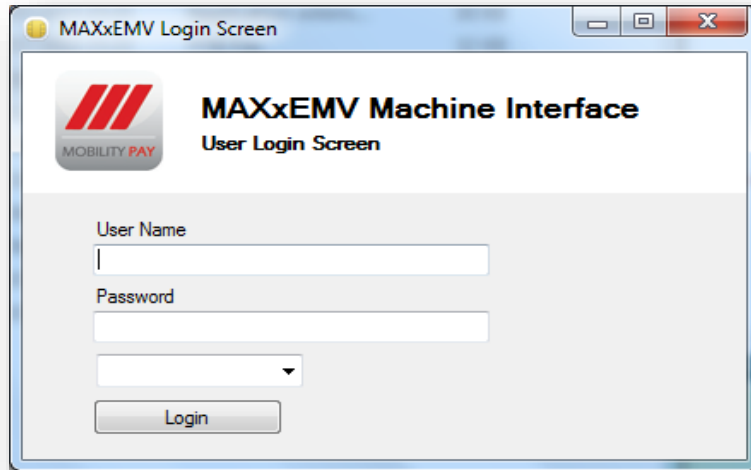 MAXxEMV Login Screen
MAXxEMV Machine Interface
User Login Screen
MOBILITY PAY
User Name
Password
Login